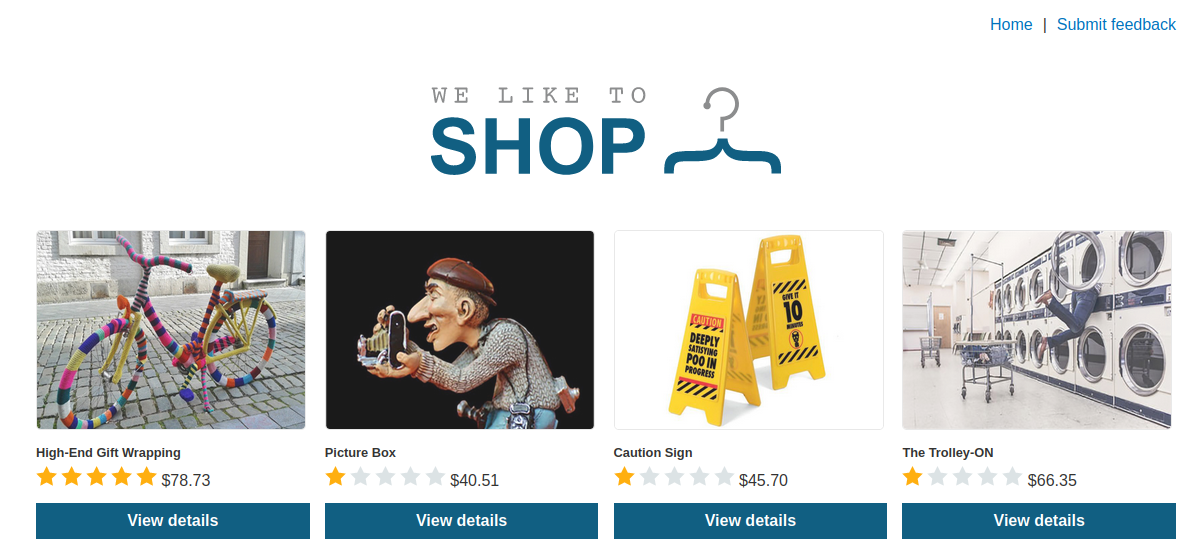 Home | Submit feedback
WE LIKE TO
SHOP
CAUTION
DEEPLY
SATISFYING
POO IN
PROGRESS
GIVE IT
10
MINUTES
High-End Gift Wrapping
Picture Box
Caution Sign
The Trolley-ON
$78.73
$40.51
$45.70
$66.35
View details
View details
View details
View details